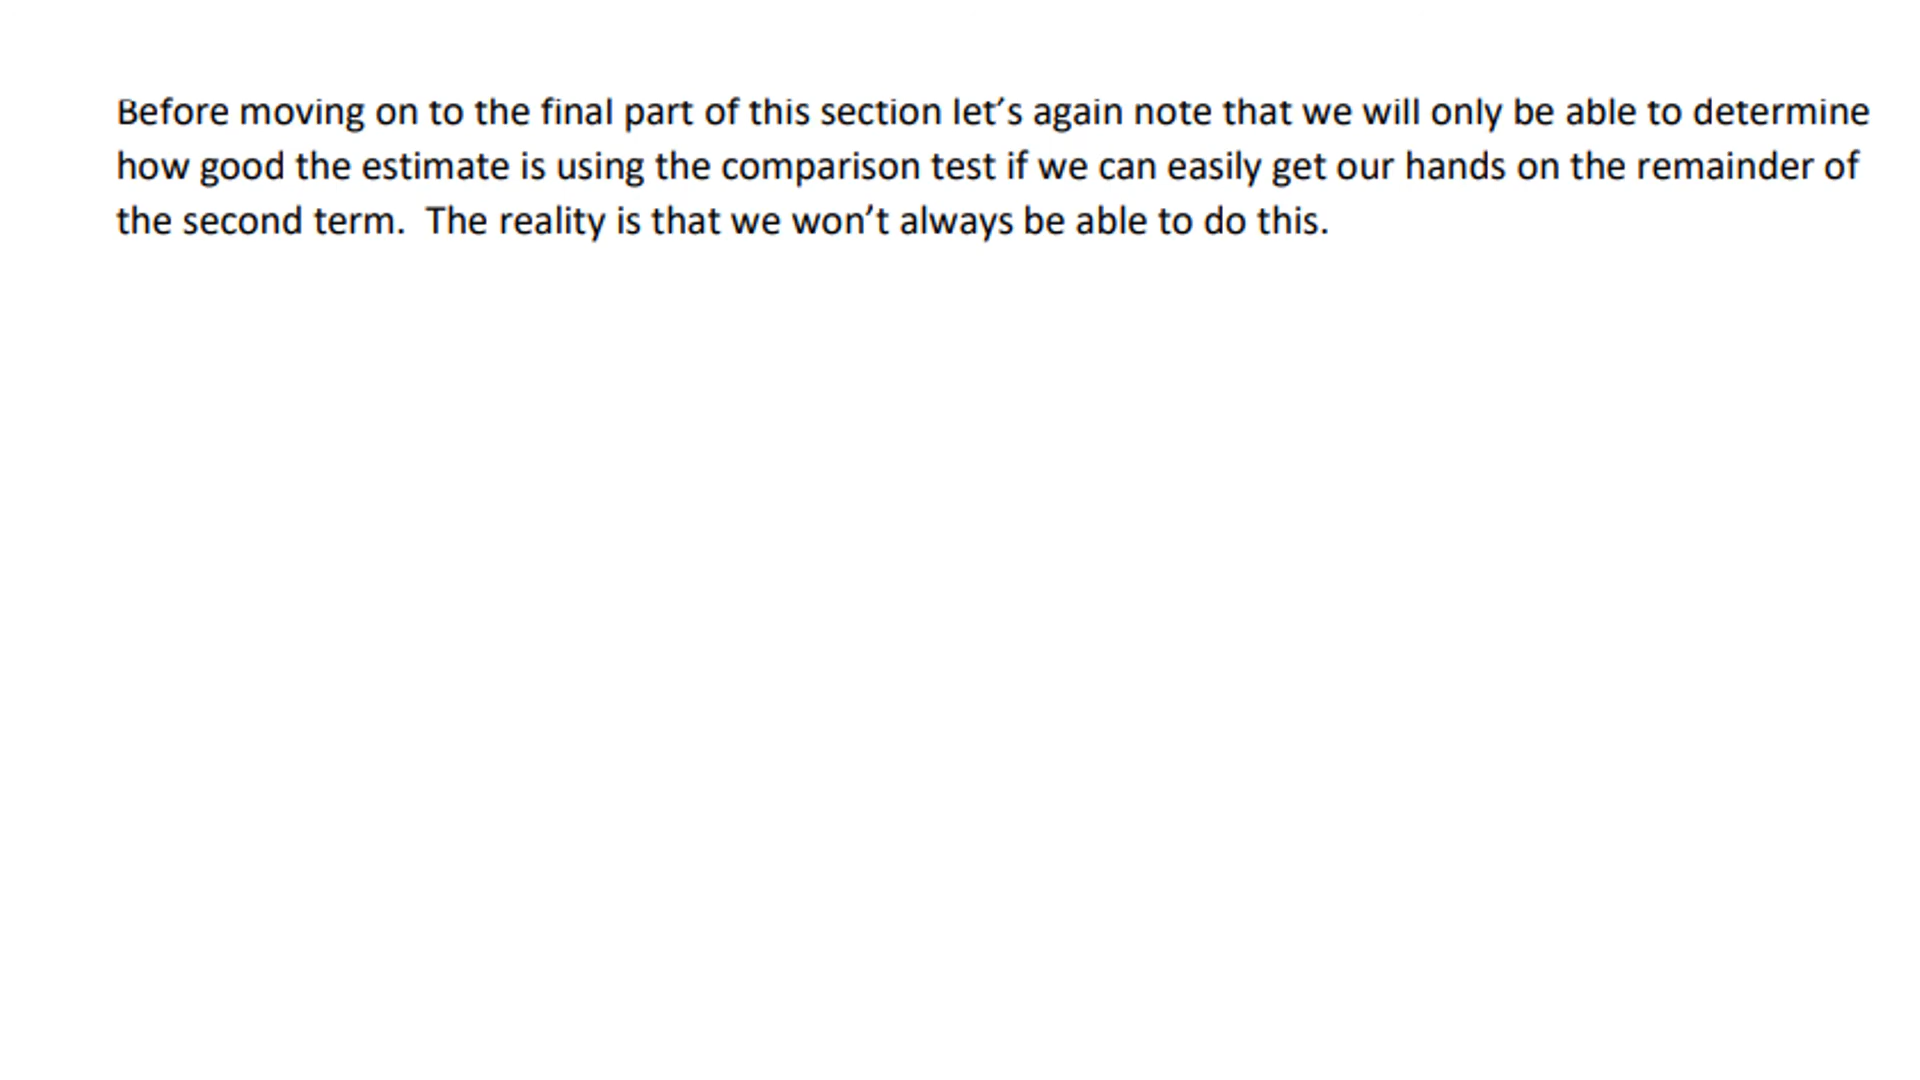 Before moving on to the final part of this section let’s again note that we will only be able to determine
how good the estimate is using the comparison test if we can easily get our hands on the remainder of
the second term.  The reality is that we won’t always be able to do this.